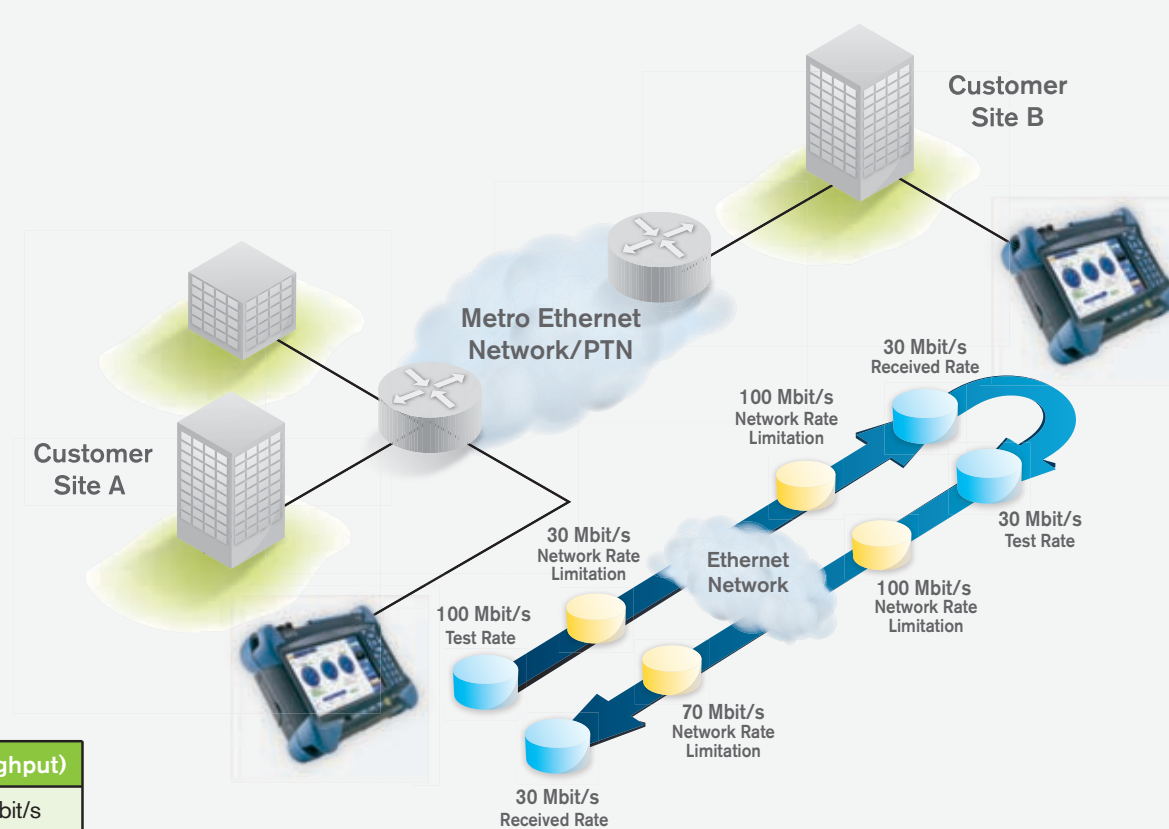 Customer
Site B
Metro Ethernet
Network/PTN
30 Mbit/s
Received Rate
100 Mbit/s
Network Rate
Limitation
Customer
Site A
30 Mbit/s
Test Rate
30 Mbit/s
Network Rate
Limitation
Ethernet
Network
100 Mbit/s
Network Rate
Limitation
100 Mbit/s
Test Rate
70 Mbit/s
Network Rate
Limitation
30 Mbit/s
Received Rate
ghput)
bit/s